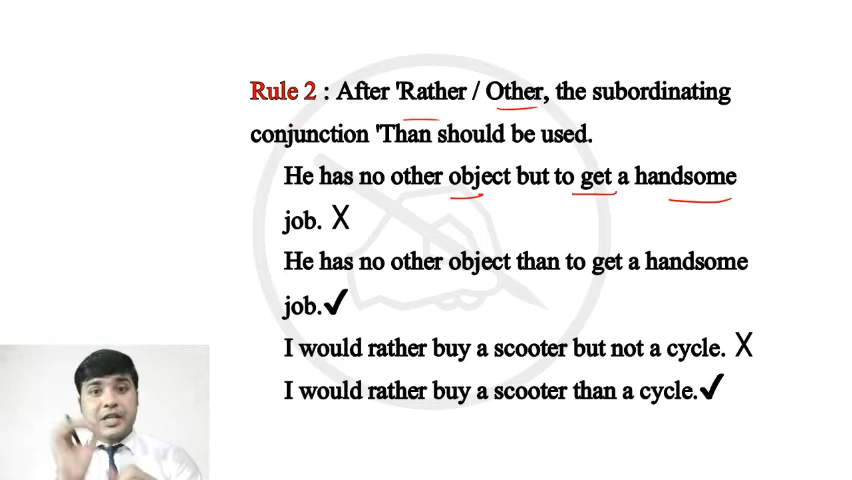 Rule 2 : After 'Rather / Other, the subordinating
conjunction 'Than should be used.
He has no other object but to get a handsome
job. X
He has no other object than to get a handsome
job.✔
I would rather buy a scooter but not a cycle. X
I would rather buy a scooter than a cycle.✔